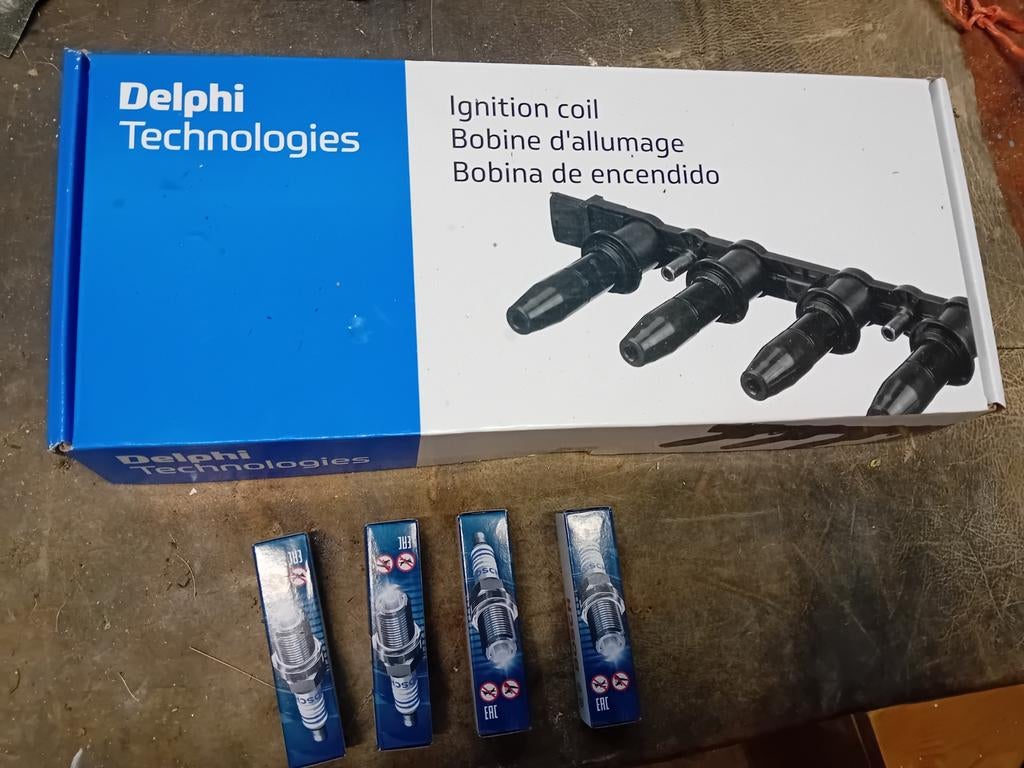 Delphi
Technologies
Ignition coil
Bobine d'allumage
Bobina de encendido
Delphi
Technologies
EAC
EAC
EAC
EAC